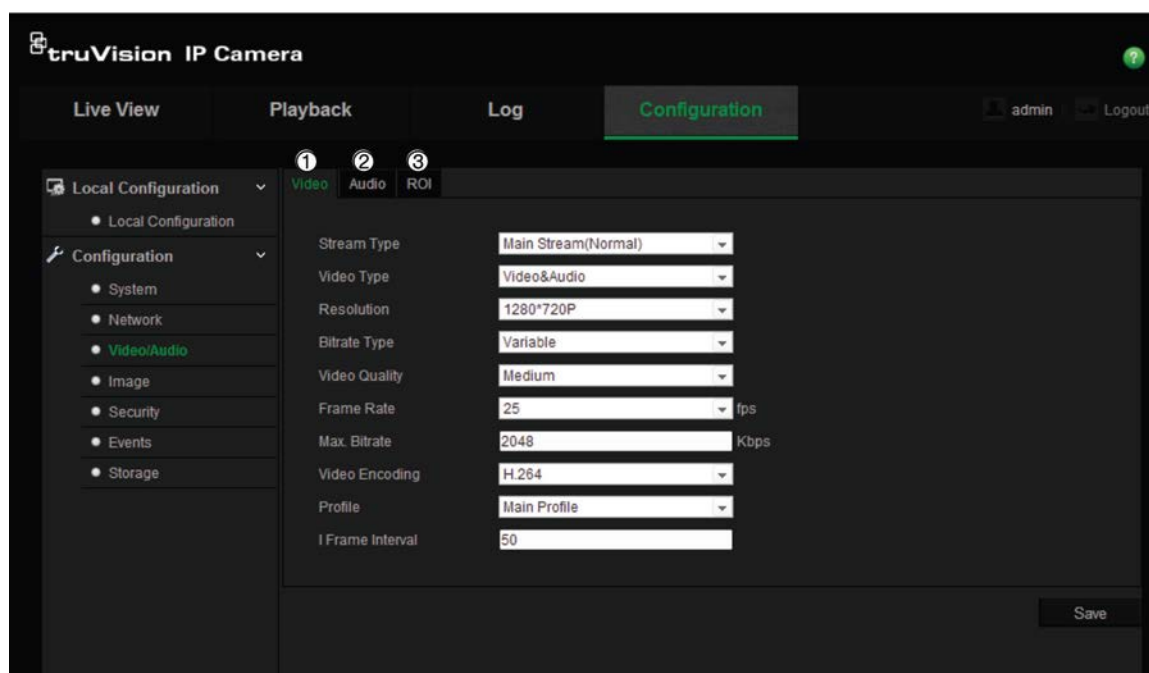 truVision IP Camera
?
Live View Playback Log Configuration admin Logout
① ② ③
Video Audio ROI
Local Configuration
Local Configuration
Configuration
System
Network
Video/Audio
Image
Security
Events
Storage
Stream Type Main Stream(Normal)
Video Type Video&Audio
Resolution 1280*720P
Bitrate Type Variable
Video Quality Medium
Frame Rate 25 fps
Max. Bitrate 2048 Kbps
Video Encoding H.264
Profile Main Profile
I Frame Interval 50
Save